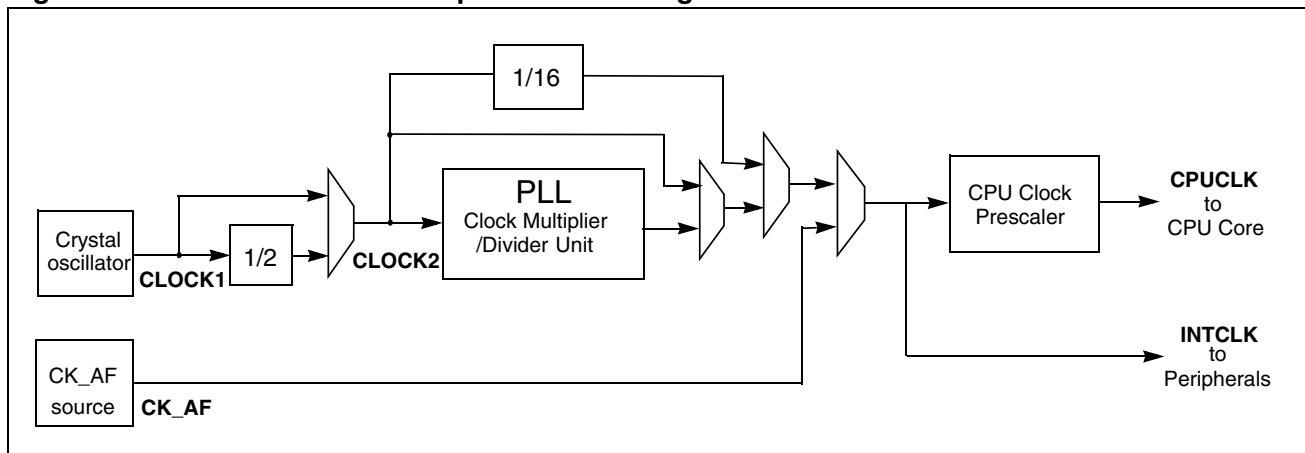 1/16
PLL
Clock Multiplier
/Divider Unit
CPU Clock
Prescaler
CPUCLK
to
CPU Core
Crystal
oscillator
1/2
CLOCK1
CLOCK2
INTCLK
to
Peripherals
CK_AF
source
CK_AF